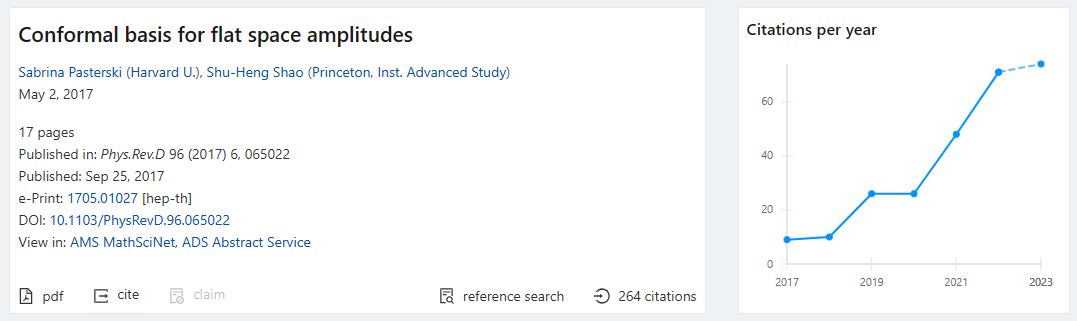 Conformal basis for flat space amplitudes
Sabrina Pasterski (Harvard U.), Shu-Heng Shao (Princeton, Inst. Advanced Study)
May 2, 2017
17 pages
Published in: Phys.Rev.D 96 (2017) 6, 065022
Published: Sep 25, 2017
e-Print: 1705.01027 [hep-th]
DOI: 10.1103/PhysRevD.96.065022
View in: AMS MathSciNet, ADS Abstract Service
pdf cite claim reference search 264 citations
Citations per year
60
40
20
0
2017 2019 2021 2023